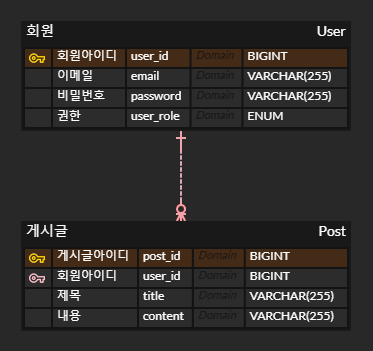 회원 User
회원아이디 user_id Domain BIGINT
이메일 email Domain VARCHAR(255)
비밀번호 password Domain VARCHAR(255)
권한 user_role Domain ENUM
게시글 Post
게시글아이디 post_id Domain BIGINT
회원아이디 user_id Domain BIGINT
제목 title Domain VARCHAR(255)
내용 content Domain VARCHAR(255)